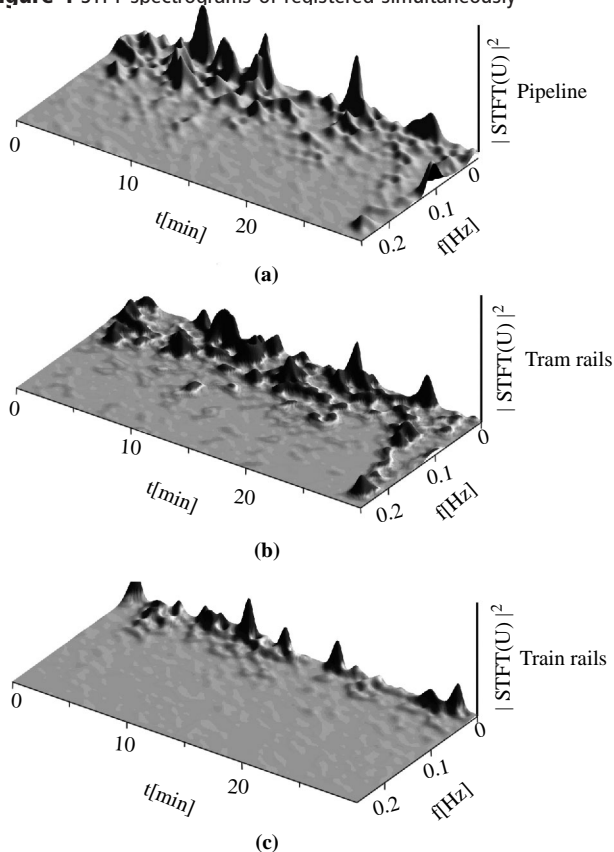 Figure 4 STFT spectrograms of registered simultaneously
| STFT(U) |²
Pipeline
0
10
20
t[min]
0.2
0.1
0
f[Hz]
(a)
| STFT(U) |²
Tram rails
0
10
20
t[min]
0.2
0.1
0
f[Hz]
(b)
| STFT(U) |²
Train rails
0
10
20
t[min]
0.2
0.1
0
f[Hz]
(c)